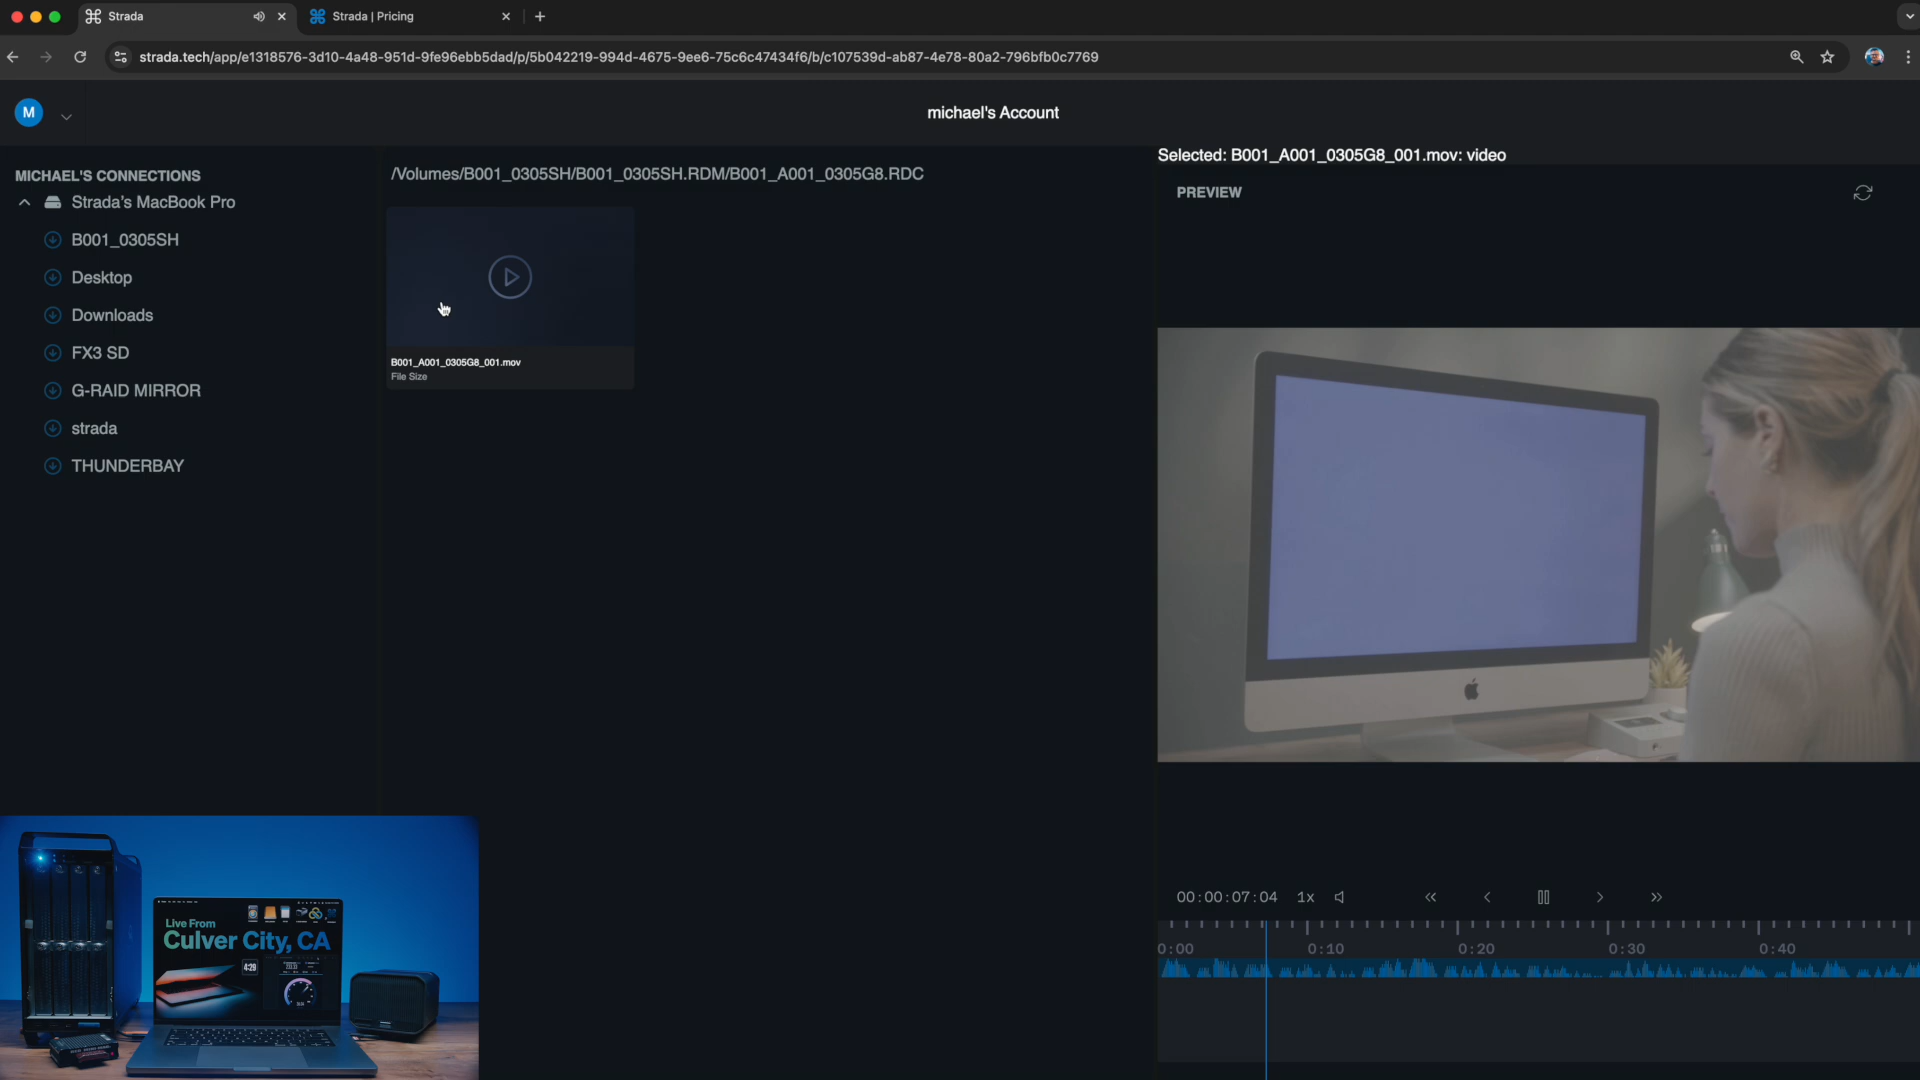 Strada
Strada | Pricing
strada.tech/app/e1318576-3d10-4a48-951d-9fe96ebb5dad/p/5b042219-994d-4675-9ee6-75c6c47434f6/b/c107539d-ab87-4e78-80a2-796bfb0c7769
M
michael's Account
MICHAEL'S CONNECTIONS
Strada's MacBook Pro
B001_0305SH
Desktop
Downloads
FX3 SD
G-RAID MIRROR
strada
THUNDERBAY
/Volumes/B001_0305SH/B001_0305SH.RDM/B001_A001_0305G8.RDC
B001_A001_0305G8_001.mov
File Size
Selected: B001_A001_0305G8_001.mov: video
PREVIEW
00:00:07:04 1x
0:00 0:10 0:20 0:30 0:40
Live From
Culver City, CA
4:29